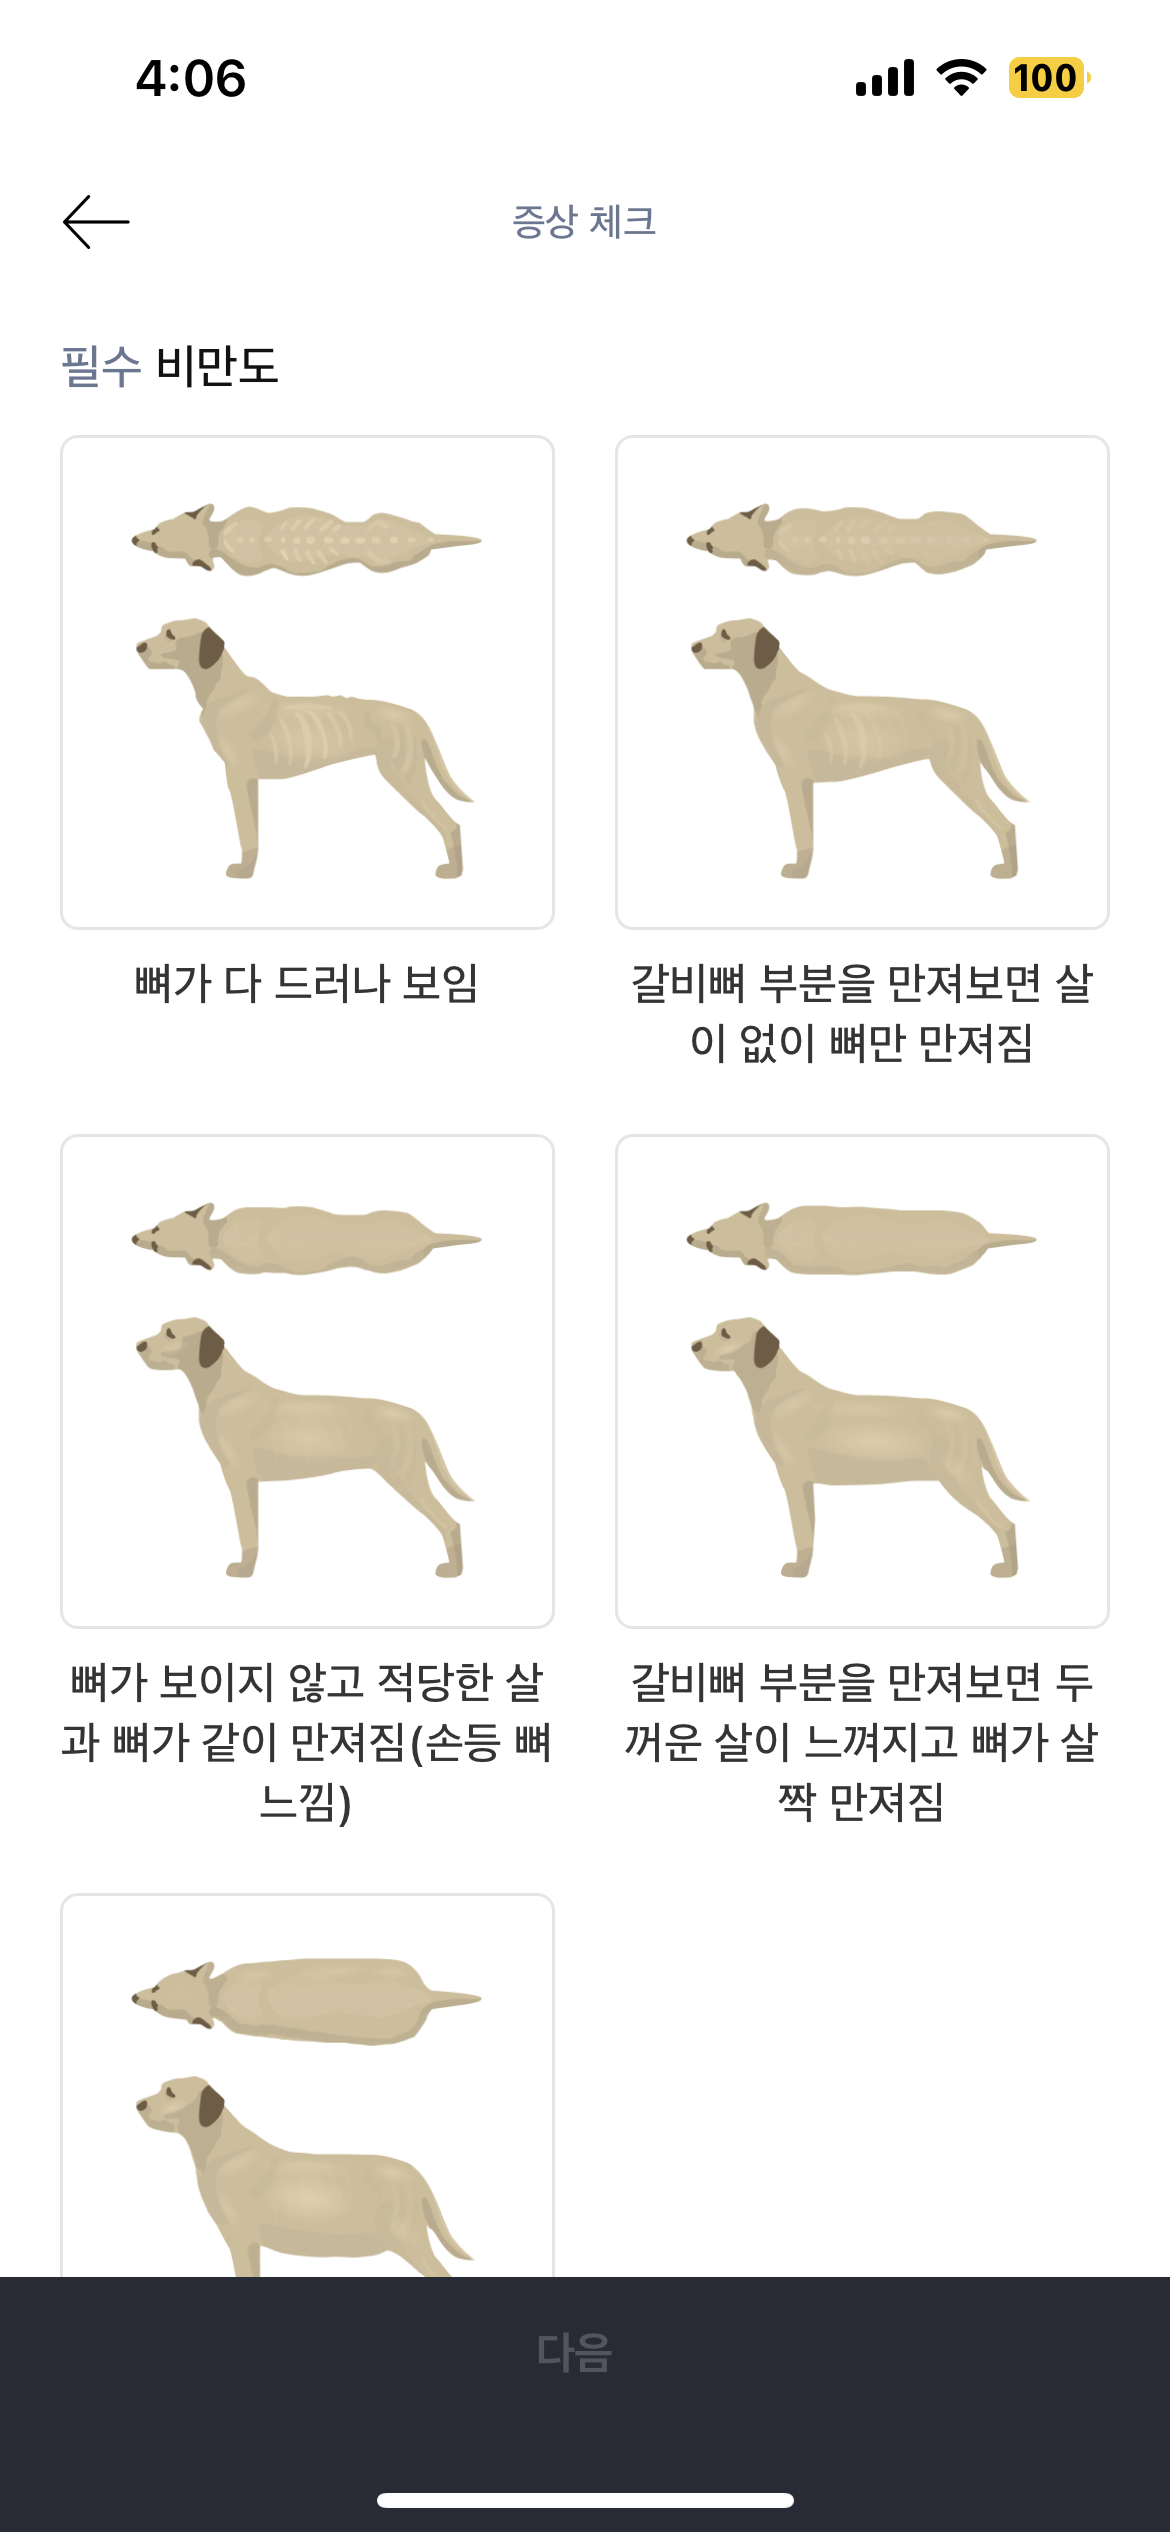 4:06
100
증상 체크
필수 비만도
뼈가 다 드러나 보임
갈비뼈 부분을 만져보면 살
이 없이 뼈만 만져짐
뼈가 보이지 않고 적당한 살
과 뼈가 같이 만져짐(손등 뼈
느낌)
갈비뼈 부분을 만져보면 두
꺼운 살이 느껴지고 뼈가 살
짝 만져짐
다음